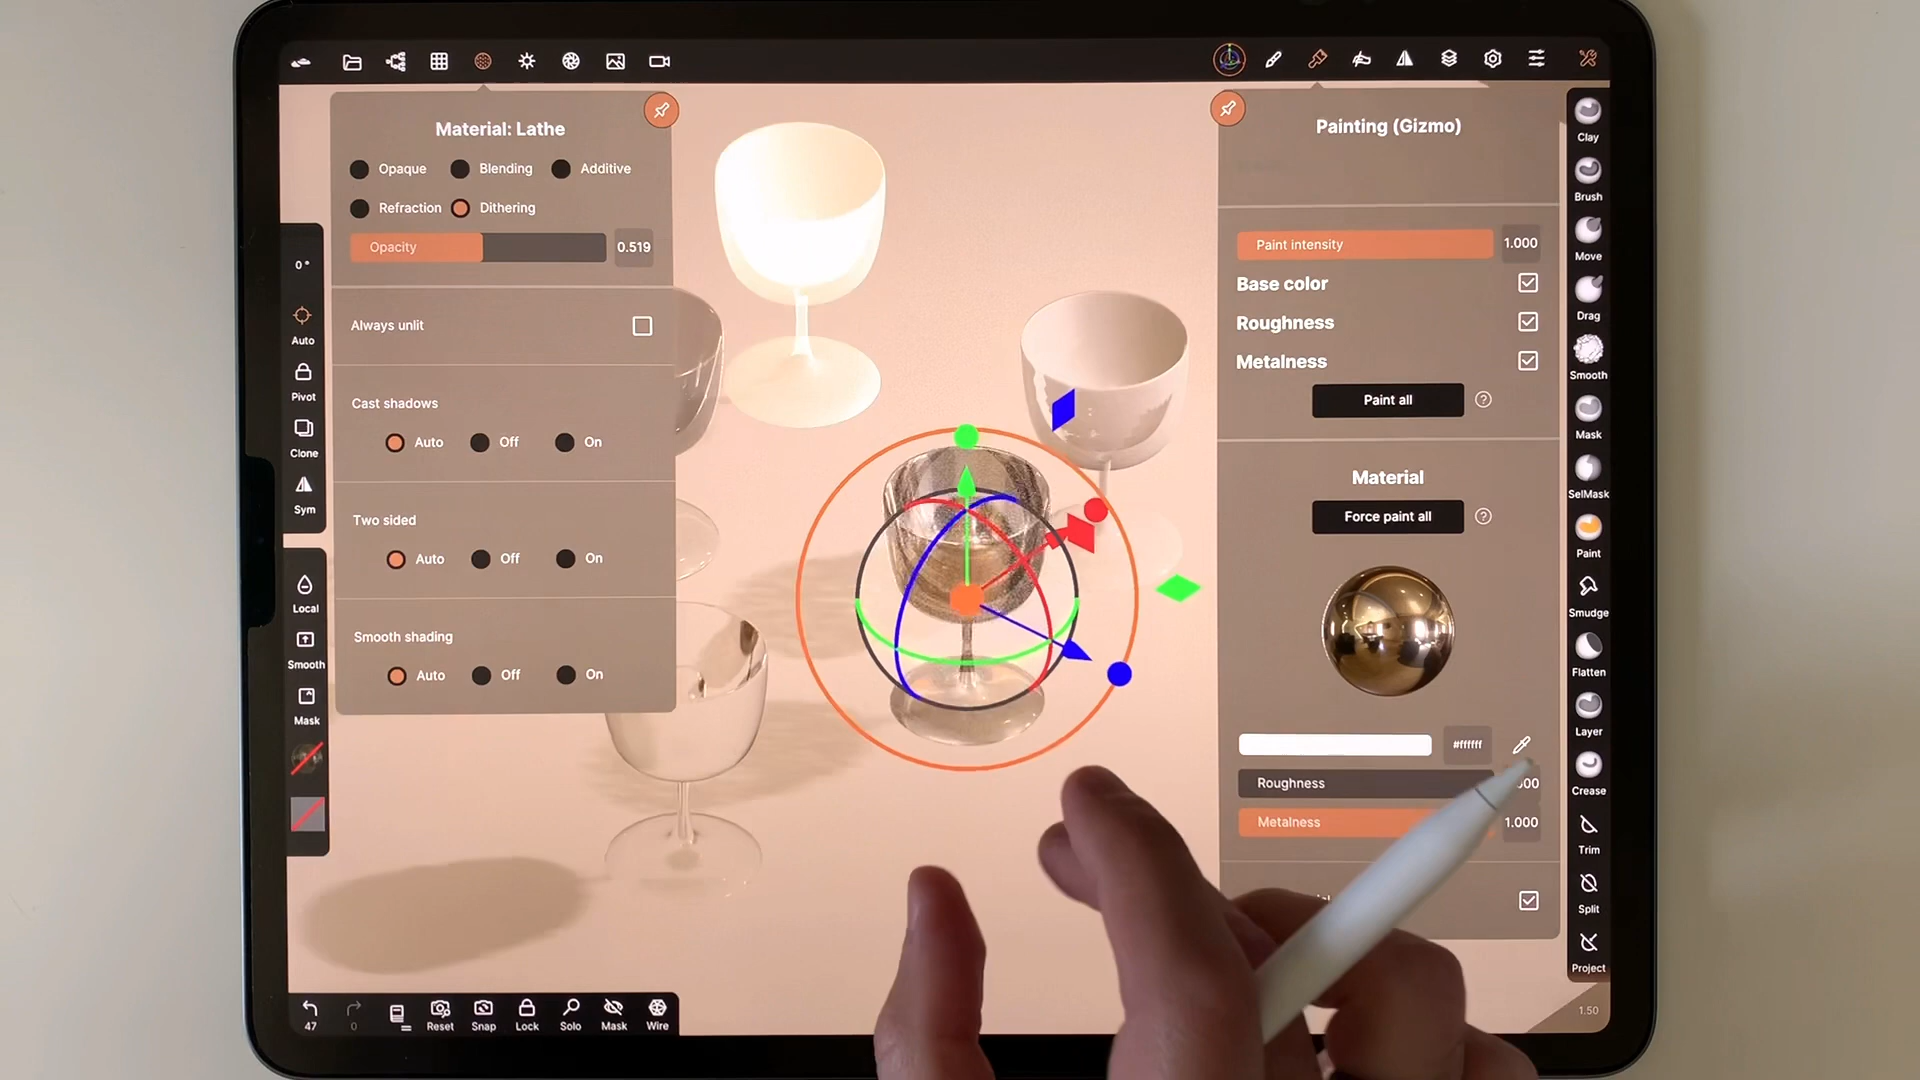 Material: Lathe
Opaque
Blending
Additive
Refraction
Dithering
Opacity
0.519
Always unlit
Cast shadows
Auto
Off
On
Two sided
Auto
Off
On
Smooth shading
Auto
Off
On
0°
Auto
Pivot
Clone
Sym
Local
Smooth
Mask
47
0
Reset
Snap
Lock
Solo
Mask
Wire
Painting (Gizmo)
Paint intensity
1.000
Base color
Roughness
Metalness
Paint all
?
Material
Force paint all
?
#ffffff
Roughness
Metalness
1.000
Clay
Brush
Move
Drag
Smooth
Mask
SelMask
Paint
Smudge
Flatten
Layer
Crease
Trim
Split
Project
1.50